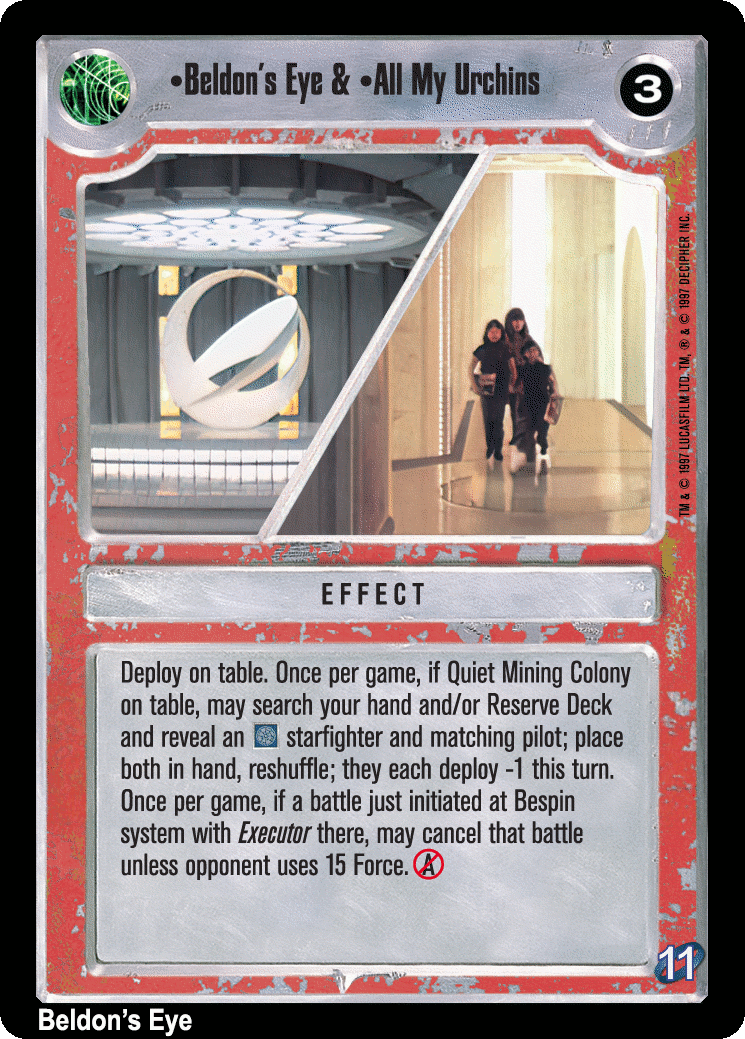 •Beldon's Eye & •All My Urchins
3
TM & © 1997 LUCASFILM LTD. TM, ® & © 1997 DECIPHER INC.
EFFECT
Deploy on table. Once per game, if Quiet Mining Colony
on table, may search your hand and/or Reserve Deck
and reveal an starfighter and matching pilot; place
both in hand, reshuffle; they each deploy -1 this turn.
Once per game, if a battle just initiated at Bespin
system with Executor there, may cancel that battle
unless opponent uses 15 Force. A
11
Beldon's Eye